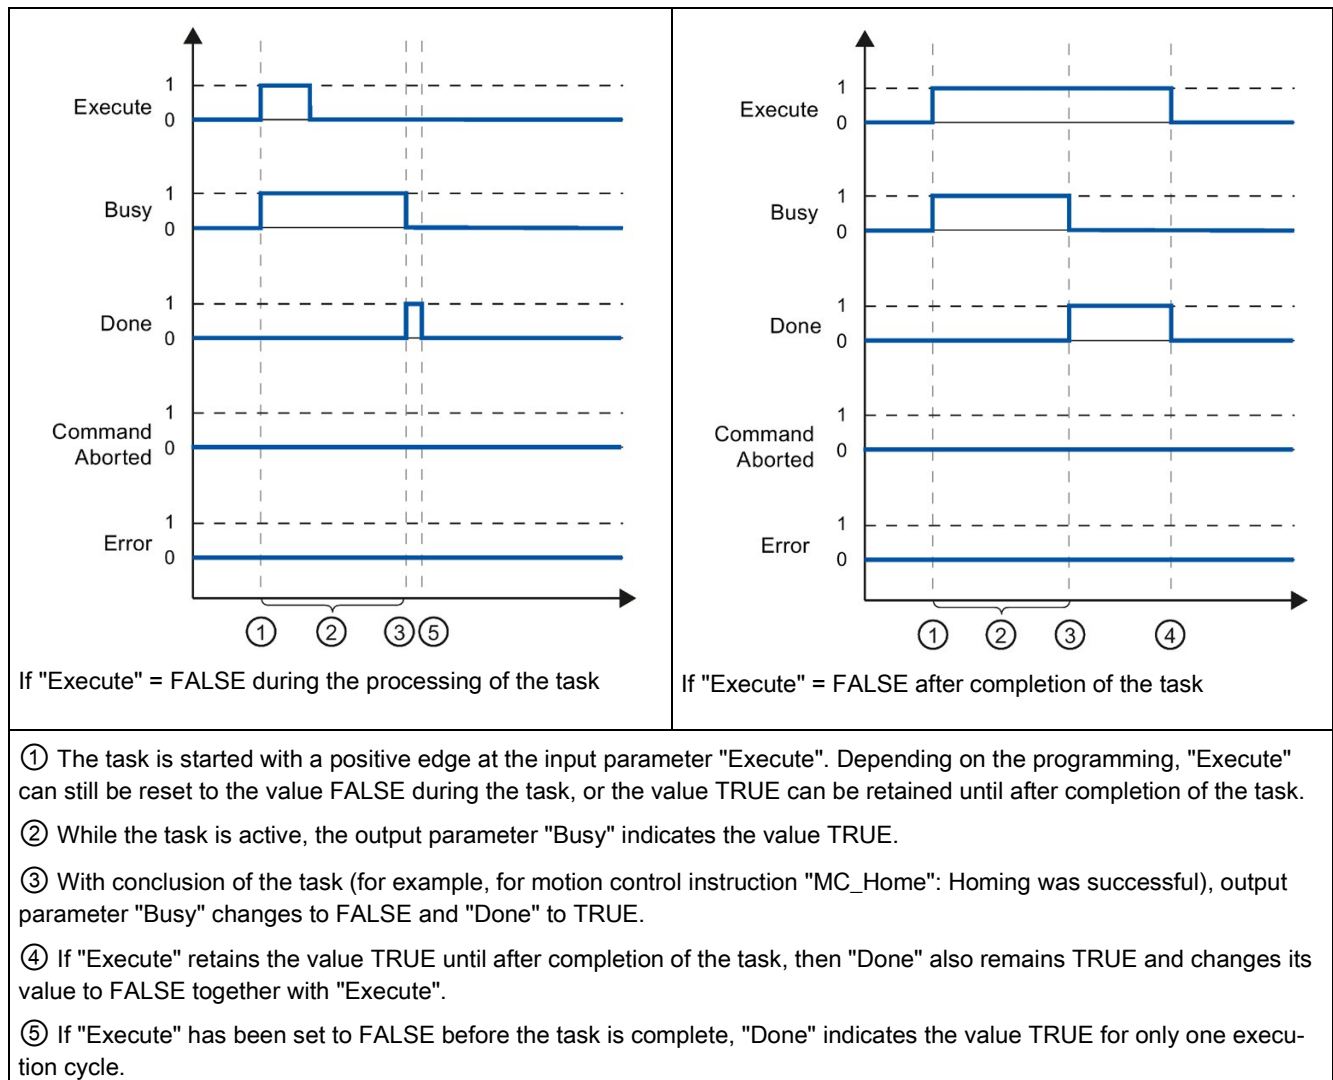 1
Execute
0
1
Busy
0
1
Done
0
1
Command
Aborted
0
1
Error
0
① ② ③ ⑤
If "Execute" = FALSE during the processing of the task
1
Execute
0
1
Busy
0
1
Done
0
1
Command
Aborted
0
1
Error
0
① ② ③ ④
If "Execute" = FALSE after completion of the task
① The task is started with a positive edge at the input parameter "Execute". Depending on the programming, "Execute"
can still be reset to the value FALSE during the task, or the value TRUE can be retained until after completion of the task.
② While the task is active, the output parameter "Busy" indicates the value TRUE.
③ With conclusion of the task (for example, for motion control instruction "MC_Home": Homing was successful), output
parameter "Busy" changes to FALSE and "Done" to TRUE.
④ If "Execute" retains the value TRUE until after completion of the task, then "Done" also remains TRUE and changes its
value to FALSE together with "Execute".
⑤ If "Execute" has been set to FALSE before the task is complete, "Done" indicates the value TRUE for only one execu-
tion cycle.